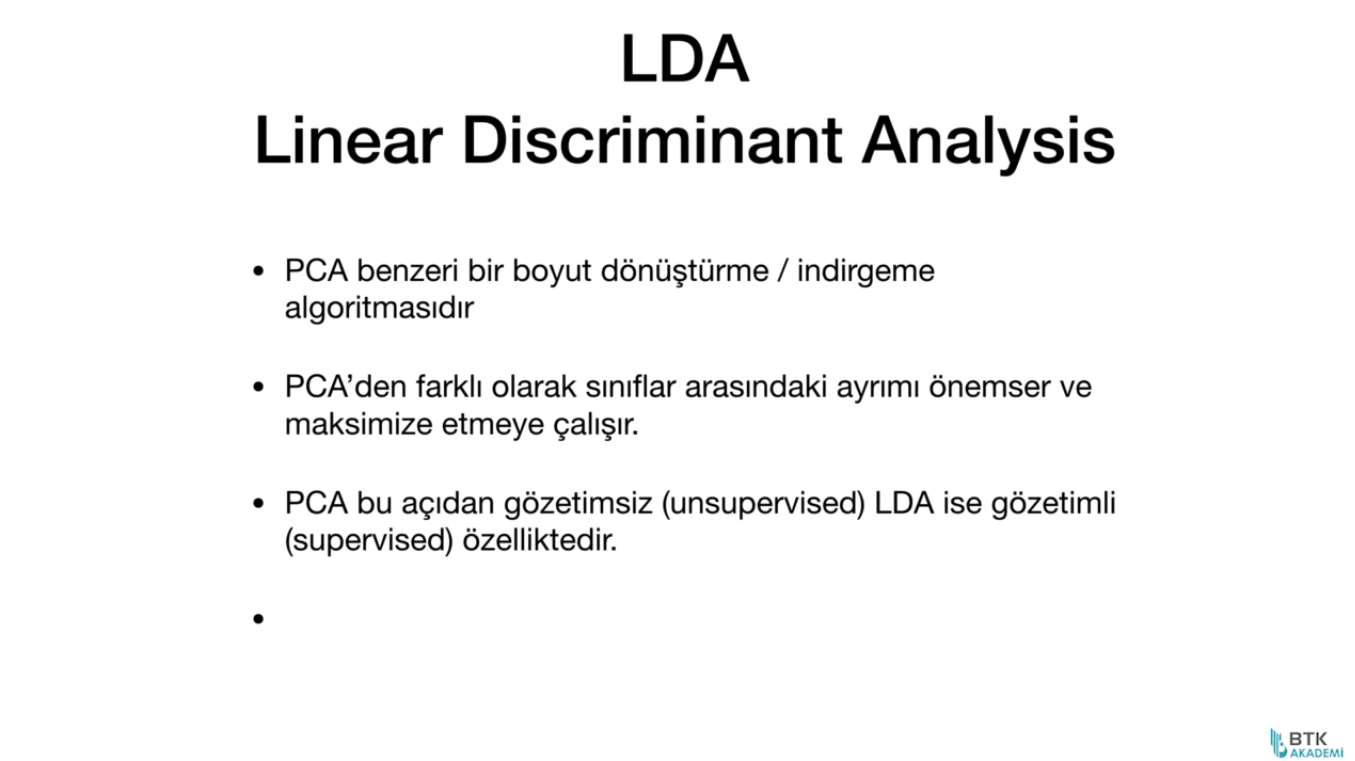 LDA
Linear Discriminant Analysis
• PCA benzeri bir boyut dönüştürme / indirgeme
algoritmasıdır
• PCA’den farklı olarak sınıflar arasındaki ayrımı önemser ve
maksimize etmeye çalışır.
• PCA bu açıdan gözetimsiz (unsupervised) LDA ise gözetimli
(supervised) özelliktedir.
•
BTK
AKADEMİ